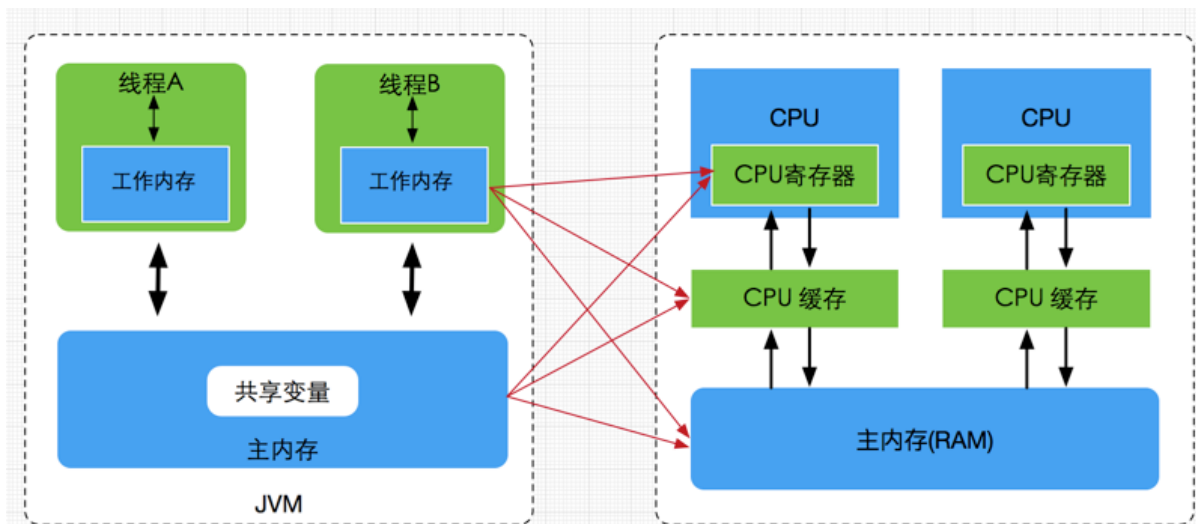 线程A
工作内存
线程B
工作内存
共享变量
主内存
JVM
CPU
CPU寄存器
CPU 缓存
CPU
CPU寄存器
CPU 缓存
主内存(RAM)